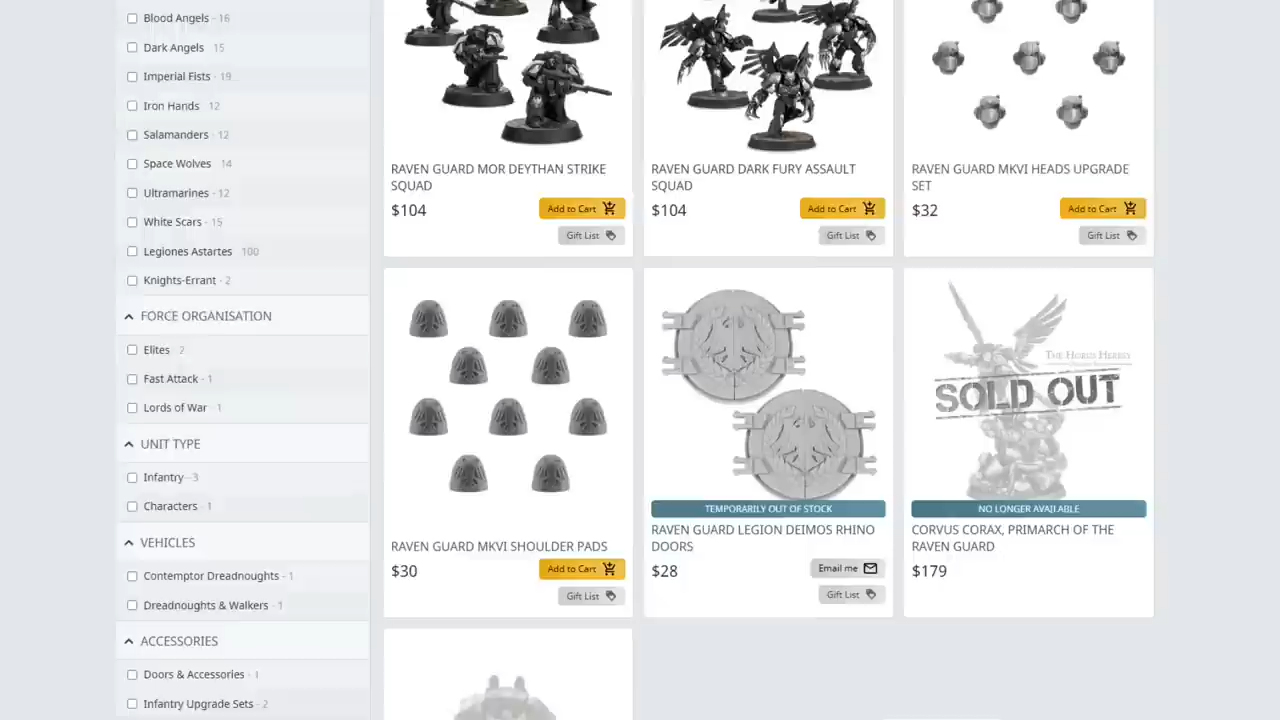 Blood Angels - 16
Dark Angels 15
Imperial Fists - 19
Iron Hands 12
Salamanders - 12
Space Wolves 14
Ultramarines - 12
White Scars - 15
Legiones Astartes 100
Knights-Errant - 2
FORCE ORGANISATION
Elites - 2
Fast Attack - 1
Lords of War - 1
UNIT TYPE
Infantry - 3
Characters - 1
VEHICLES
Contemptor Dreadnoughts - 1
Dreadnoughts & Walkers - 1
ACCESSORIES
Doors & Accessories - 1
Infantry Upgrade Sets - 2
RAVEN GUARD MOR DEYTHAN STRIKE
SQUAD
$104
Add to Cart
Gift List
RAVEN GUARD DARK FURY ASSAULT
SQUAD
$104
Add to Cart
Gift List
RAVEN GUARD MKVI HEADS UPGRADE
SET
$32
Add to Cart
Gift List
RAVEN GUARD MKVI SHOULDER PADS
$30
Add to Cart
Gift List
TEMPORARILY OUT OF STOCK
RAVEN GUARD LEGION DEIMOS RHINO
DOORS
$28
Email me
Gift List
THE HORUS HERESY
SOLD OUT
NO LONGER AVAILABLE
CORVUS CORAX, PRIMARCH OF THE
RAVEN GUARD
$179